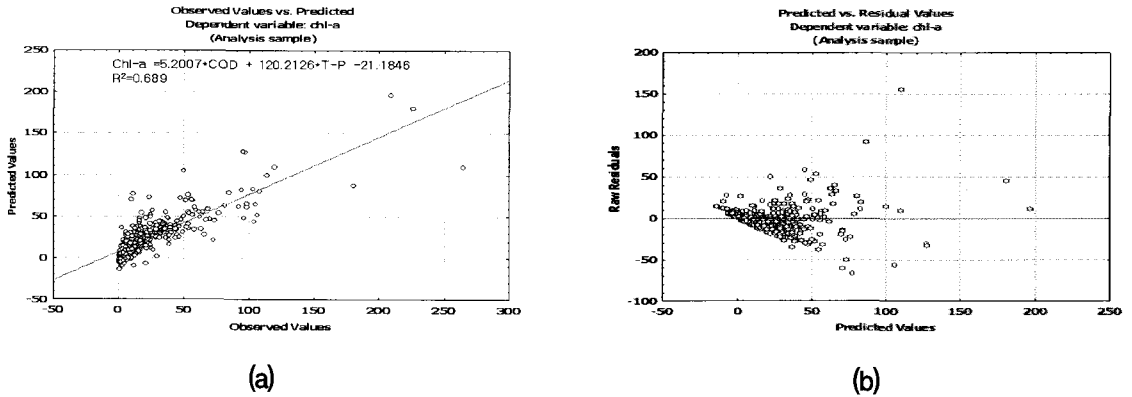 Observed Values vs. Predicted
Dependent variable: chl-a
(Analysis sample)
250
200
150
100
50
0
-50
Predicted Values
Chl-a =5.2007*COD + 120.2126*T-P -21.1846
R²=0.689
-50 0 50 100 150 200 250 300
Observed Values
(a)
Predicted vs. Residual Values
Dependent variable: chl-a
(Analysis sample)
200
150
100
50
0
-50
-100
Raw Residuals
-50 0 50 100 150 200 250
Predicted Values
(b)